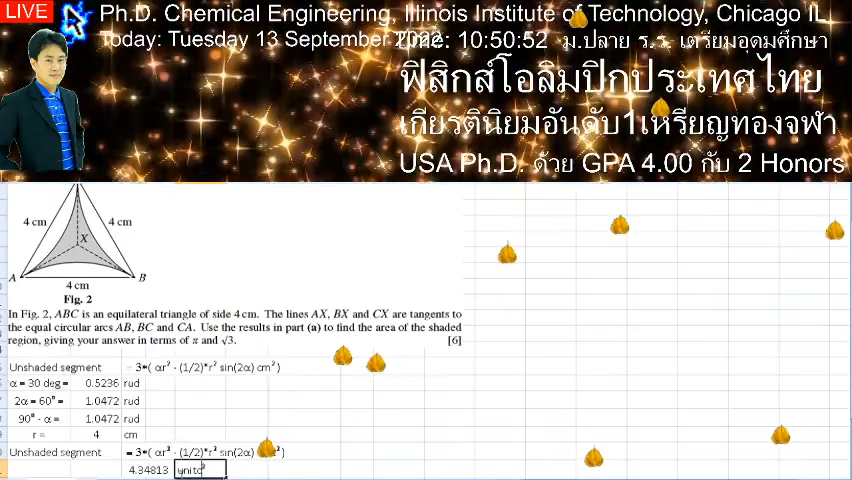 LIVE
Ph.D. Chemical Engineering, Illinois Institute of Technology, Chicago IL
Today: Tuesday 13 September 2022
Time: 10:50:52 ม.ปลาย ร.ร. เตรียมอุดมศึกษา
ฟิสิกส์โอลิมปิกประเทศไทย
เกียรตินิยมอันดับ1เหรียญทองจุฬา
USA Ph.D. ด้วย GPA 4.00 กับ 2 Honors
4 cm
4 cm
X
A
B
4 cm
Fig. 2
In Fig. 2, ABC is an equilateral triangle of side 4 cm. The lines AX, BX and CX are tangents to
the equal circular arcs AB, BC and CA. Use the results in part (a) to find the area of the shaded
region, giving your answer in terms of π and √3. [6]
Unshaded segment = 3*( αr² - (1/2)*r² sin(2α) cm²)
α = 30 deg = 0.5236 rud
2α = 60⁰ = 1.0472 rud
90⁰ - α = 1.0472 rud
r = 4 cm
Unshaded segment = 3*( αr² - (1/2)*r² sin(2α)
4.34813 unitc²